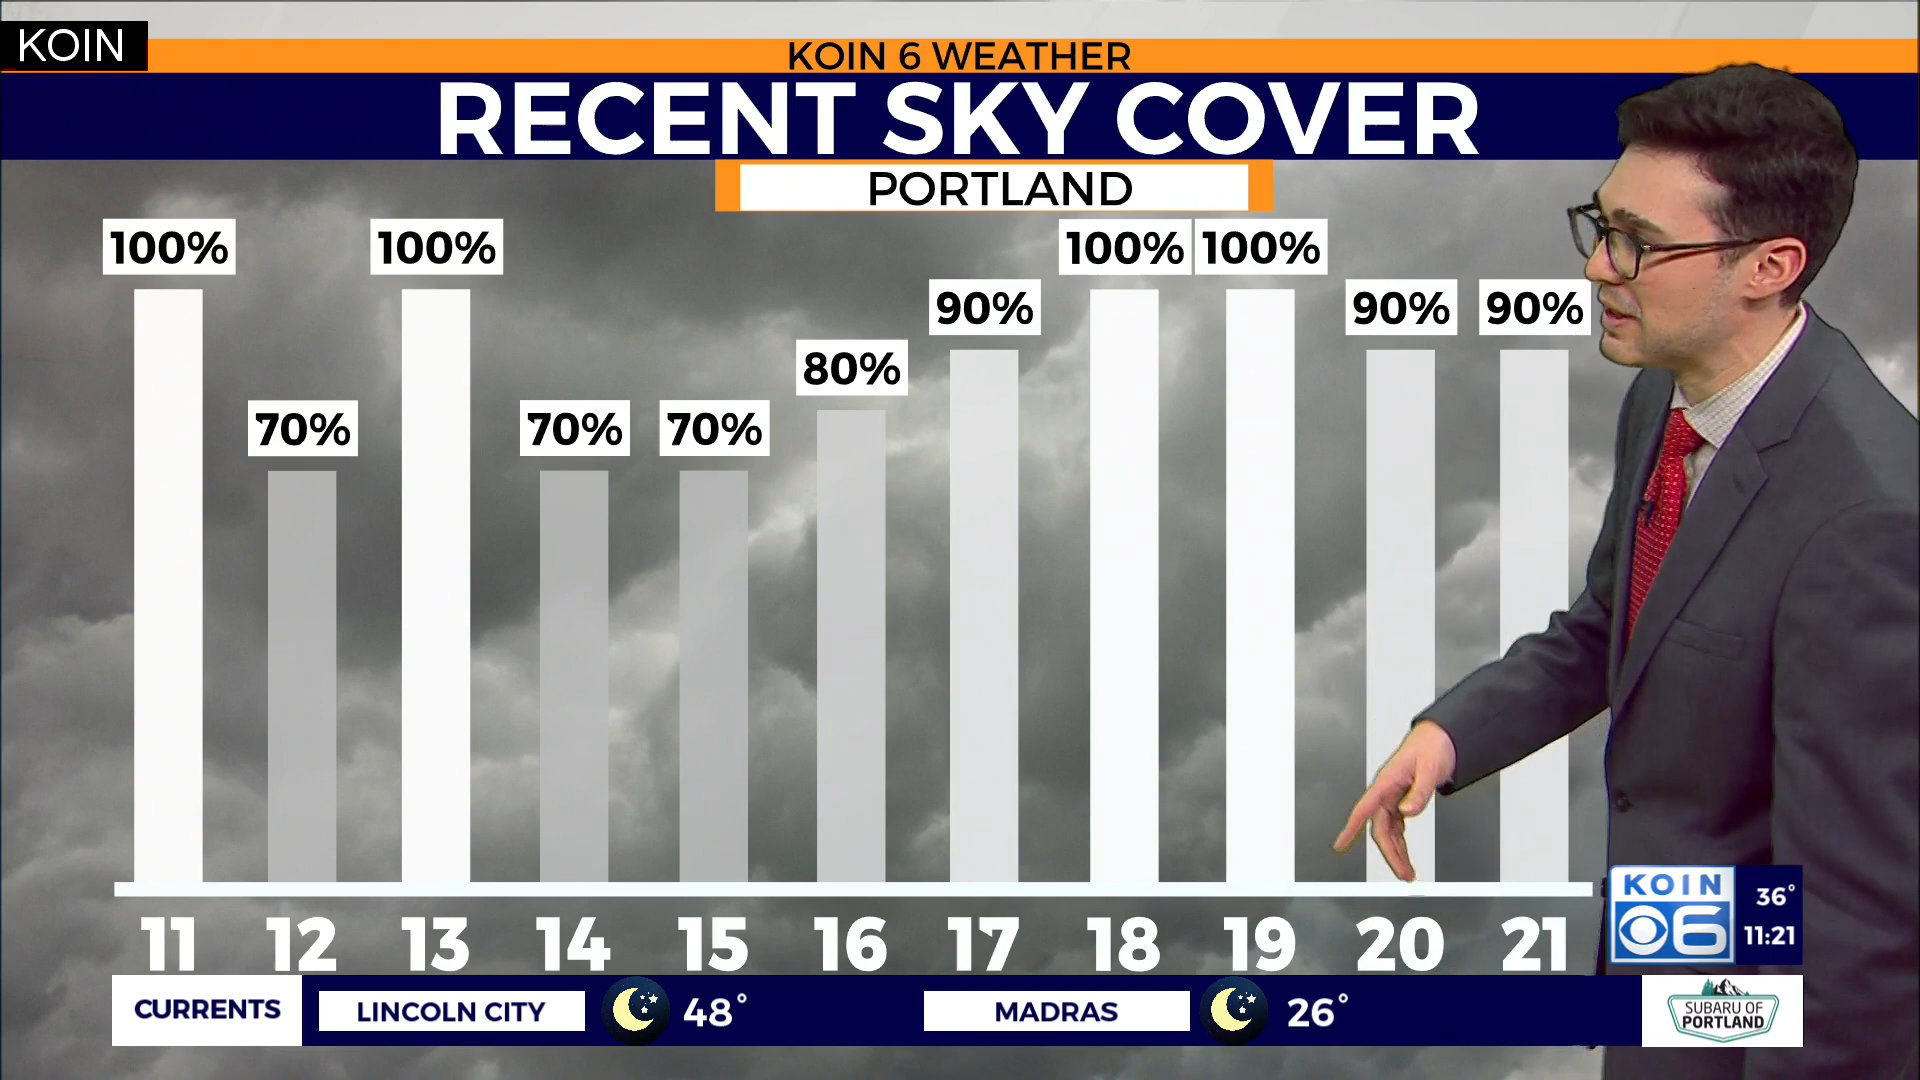 KOIN
KOIN 6 WEATHER
RECENT SKY COVER
PORTLAND
100% 70% 100% 70% 70% 80% 90% 100% 100% 90% 90%
11 12 13 14 15 16 17 18 19 20 21
KOIN
6
36°
11:21
CURRENTS LINCOLN CITY 48° MADRAS 26°
SUBARU OF
PORTLAND